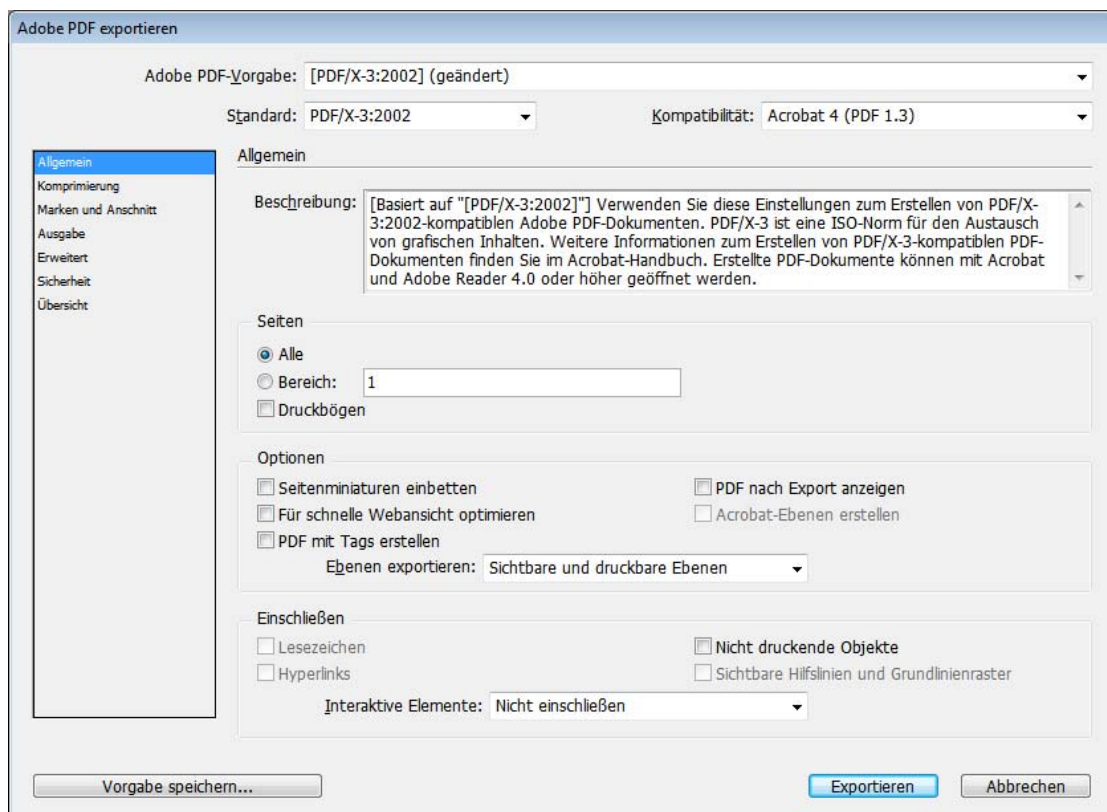 Adobe PDF exportieren
Adobe PDF-Vorgabe: [PDF/X-3:2002] (geändert)
Standard: PDF/X-3:2002 Kompatibilität: Acrobat 4 (PDF 1.3)
Allgemein
Komprimierung
Marken und Anschnitt
Ausgabe
Erweitert
Sicherheit
Übersicht
Allgemein
Beschreibung: [Basiert auf "[PDF/X-3:2002]"] Verwenden Sie diese Einstellungen zum Erstellen von PDF/X-
3:2002-kompatiblen Adobe PDF-Dokumenten. PDF/X-3 ist eine ISO-Norm für den Austausch
von grafischen Inhalten. Weitere Informationen zum Erstellen von PDF/X-3-kompatiblen PDF-
Dokumenten finden Sie im Acrobat-Handbuch. Erstellte PDF-Dokumente können mit Acrobat
und Adobe Reader 4.0 oder höher geöffnet werden.
Seiten
Alle
Bereich: 1
Druckbögen
Optionen
Seitenminiaturen einbetten PDF nach Export anzeigen
Für schnelle Webansicht optimieren Acrobat-Ebenen erstellen
PDF mit Tags erstellen
Ebenen exportieren: Sichtbare und druckbare Ebenen
Einschließen
Lesezeichen Nicht druckende Objekte
Hyperlinks Sichtbare Hilfslinien und Grundlinienraster
Interaktive Elemente: Nicht einschließen
Vorgabe speichern... Exportieren Abbrechen